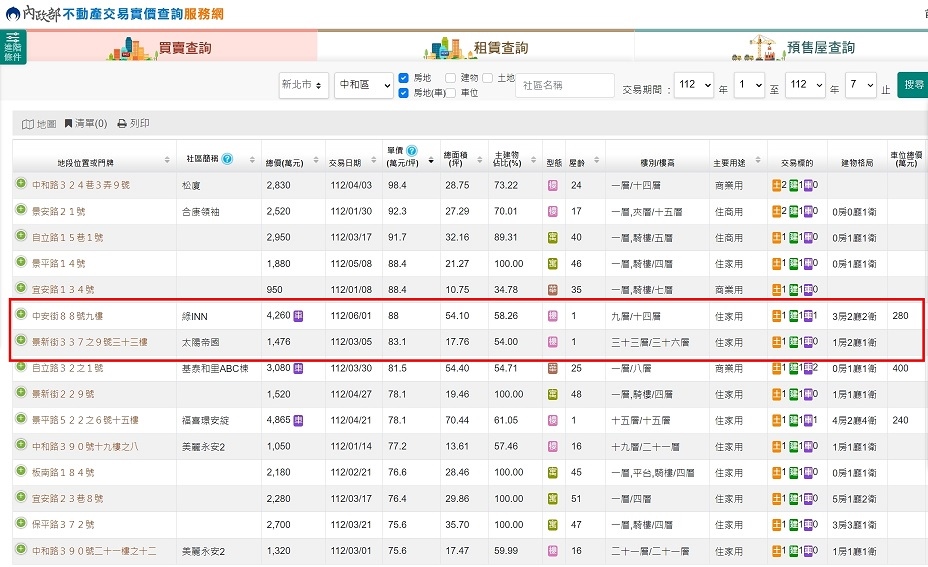 內政部不動產交易實價查詢服務網
進階條件
買賣查詢 租賃查詢 預售屋查詢
新北市 中和區 房地 建物 土地 房地(車) 車位 社區名稱 交易期間 : 112 年 1 至 112 年 7 止 搜尋
地圖 清單(0) 列印
地段位置或門牌 社區簡稱 總價(萬元) 交易日期 單價(萬元/坪) 總面積(坪) 主建物佔比(%) 型態 屋齡 樓別/樓高 主要用途 交易標的 建物格局 車位總價(萬元)
中和路324巷3弄9號 松廈 2,830 112/04/03 98.4 28.75 73.22 樓 24 一層/十四層 商業用 土2 建1車0
景安路21號 合康領袖 2,520 112/01/30 92.3 27.29 70.01 樓 17 一層,夾層/十五層 住商用 土1 建1車0 0房0廳1衛
自立路15巷1號 2,950 112/03/17 91.7 32.16 89.31 寓 40 一層,騎樓/五層 住商用 土1 建1車0 0房1廳1衛
景平路14號 1,880 112/05/08 88.4 21.27 100.00 寓 46 一層,騎樓/四層 住家用 土1 建1車0 0房1廳1衛
宜安路134號 950 112/01/08 88.4 10.75 34.78 華 35 一層,騎樓/七層 商業用 土1 建1車0
中安街88號九樓 綠INN 4,260 車 112/06/01 88 54.10 58.26 樓 1 九層/十四層 住家用 土1 建1車1 3房2廳2衛 280
景新街337之9號三十三樓 太陽帝國 1,476 112/03/05 83.1 17.76 54.00 樓 1 三十三層/三十六層 住家用 土1 建1車0 1房2廳1衛
自立路32之1號 基泰和里ABC棟 3,080 車 112/03/30 81.5 54.40 54.71 華 25 一層/八層 商業用 土1 建1車2 0房1廳1衛 400
景新街229號 1,520 112/04/27 78.1 19.46 100.00 寓 48 一層,騎樓/四層 住家用 土1 建1車0 1房1廳1衛
景平路522之6號十五樓 福喜環安綻 4,865 車 112/04/21 78.1 70.44 61.05 樓 1 十五層/十五層 住家用 土1 建1車1 4房2廳4衛 240
中和路390號十九樓之八 美麗永安2 1,050 112/01/14 77.2 13.61 57.46 樓 16 十九層/二十一層 住家用 土1 建1車0 1房1廳1衛
板南路184號 2,180 112/02/21 76.6 28.46 100.00 寓 45 一層,平台,騎樓/四層 住家用 土1 建1車0 0房1廳1衛
宜安路23巷8號 2,280 112/03/17 76.4 29.86 100.00 寓 51 一層/四層 住家用 土1 建1車0 5房1廳2衛
保平路372號 2,700 112/03/01 75.6 35.70 100.00 寓 47 一層,騎樓/四層 住家用 土1 建1車0 3房3廳1衛
中和路390號二十一樓之十二 美麗永安2 1,320 112/03/01 75.6 17.47 59.99 樓 16 二十一層/二十一層 住家用 土1 建1車0 1房1廳1衛